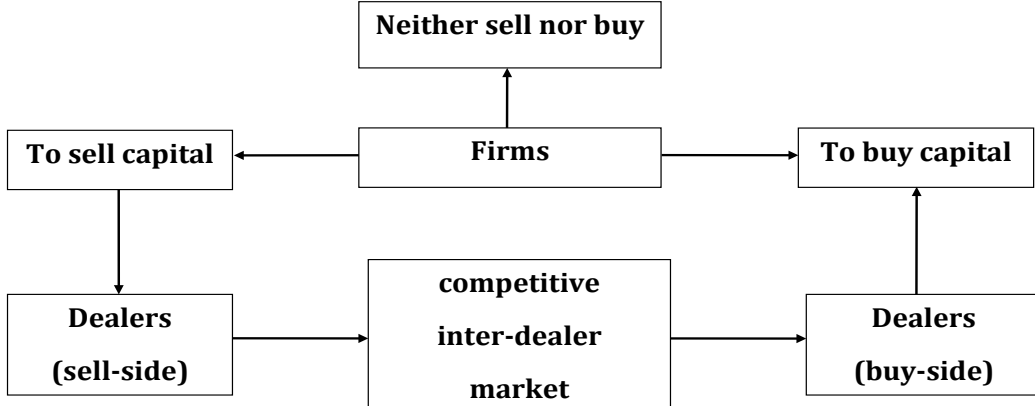 Neither sell nor buy
To sell capital
Firms
To buy capital
Dealers
(sell-side)
competitive
inter-dealer
market
Dealers
(buy-side)